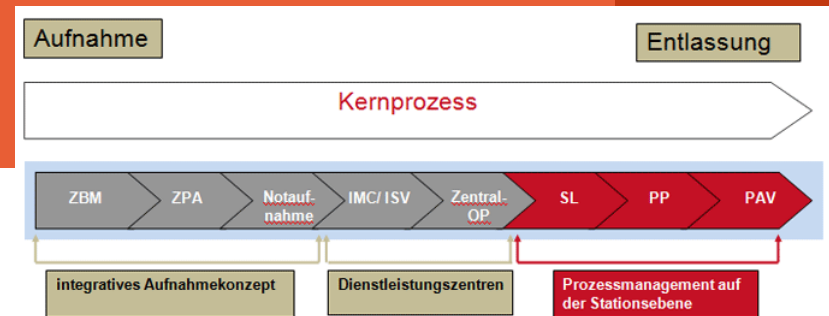 Aufnahme
Entlassung
Kernprozess
ZBM
ZPA
Notauf-
nahme
IMC/ ISV
Zentral-
OP
SL
PP
PAV
integratives Aufnahmekonzept
Dienstleistungszentren
Prozessmanagement auf
der Stationsebene